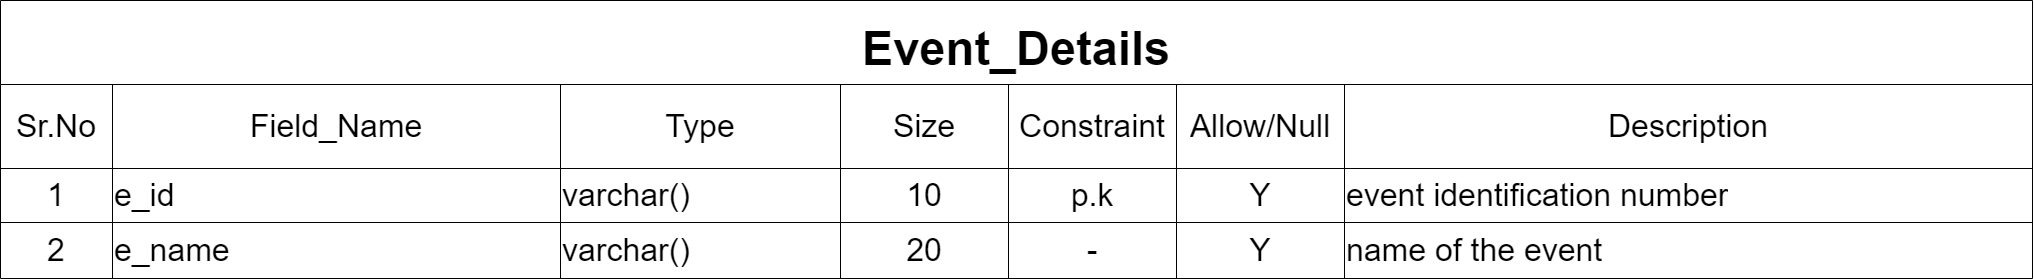 Event_Details
Sr.No Field_Name Type Size Constraint Allow/Null Description
1 e_id varchar() 10 p.k Y event identification number
2 e_name varchar() 20 - Y name of the event